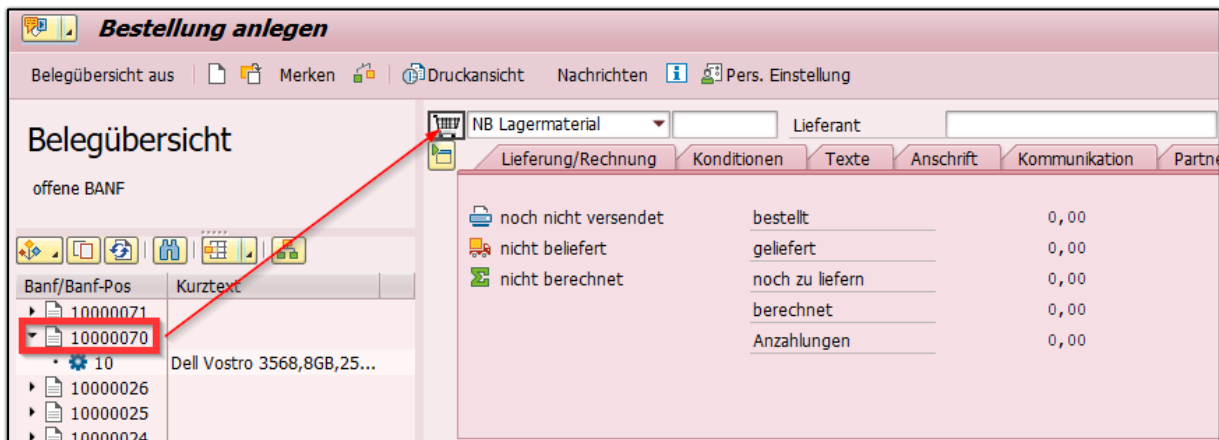 Bestellung anlegen
Belegübersicht aus Merken Druckansicht Nachrichten Pers. Einstellung
Belegübersicht
offene BANF
Banf/Banf-Pos Kurztext
10000071
10000070
10 Dell Vostro 3568,8GB,25...
10000026
10000025
10000024
NB Lagermaterial Lieferant
Lieferung/Rechnung Konditionen Texte Anschrift Kommunikation Partne
noch nicht versendet bestellt 0,00
nicht beliefert geliefert 0,00
nicht berechnet noch zu liefern 0,00
berechnet 0,00
Anzahlungen 0,00